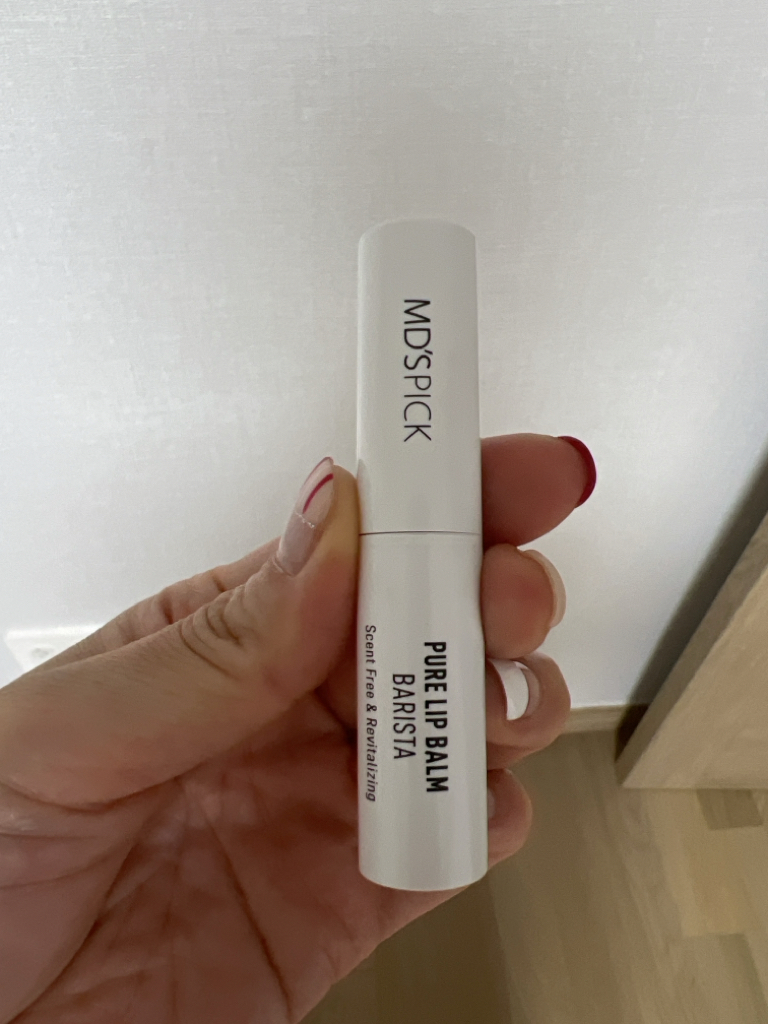 MD'SPICK
PURE LIP BALM
BARISTA
Scent Free & Revitalizing